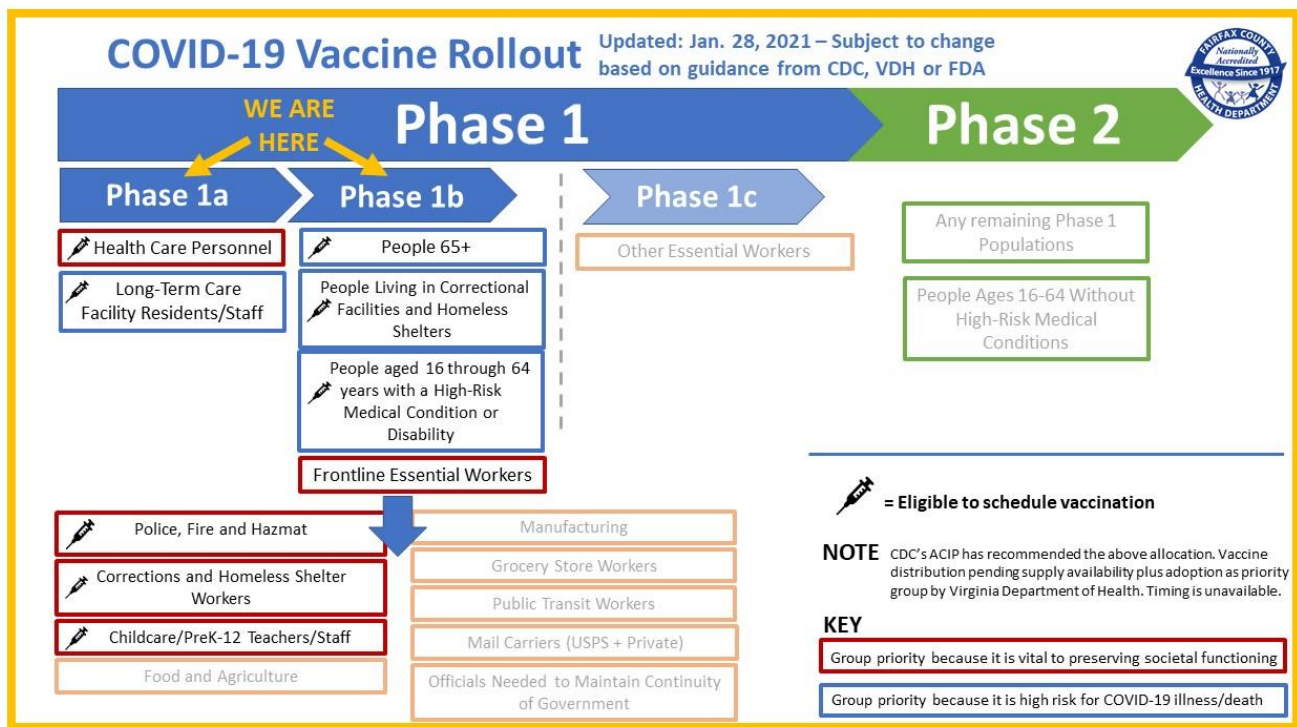 COVID-19 Vaccine Rollout
Updated: Jan. 28, 2021 – Subject to change
based on guidance from CDC, VDH or FDA
FAIRFAX COUNTY
Nationally
Accredited
Excellence Since 1917
HEALTH DEPARTMENT
WE ARE
HERE
Phase 1
Phase 2
Phase 1a
Phase 1b
Phase 1c
Health Care Personnel
Long-Term Care
Facility Residents/Staff
People 65+
People Living in Correctional
Facilities and Homeless
Shelters
People aged 16 through 64
years with a High-Risk
Medical Condition or
Disability
Frontline Essential Workers
Other Essential Workers
Any remaining Phase 1
Populations
People Ages 16-64 Without
High-Risk Medical
Conditions
Police, Fire and Hazmat
Corrections and Homeless Shelter
Workers
Childcare/PreK-12 Teachers/Staff
Food and Agriculture
Manufacturing
Grocery Store Workers
Public Transit Workers
Mail Carriers (USPS + Private)
Officials Needed to Maintain Continuity
of Government
= Eligible to schedule vaccination
NOTE CDC's ACIP has recommended the above allocation. Vaccine
distribution pending supply availability plus adoption as priority
group by Virginia Department of Health. Timing is unavailable.
KEY
Group priority because it is vital to preserving societal functioning
Group priority because it is high risk for COVID-19 illness/death